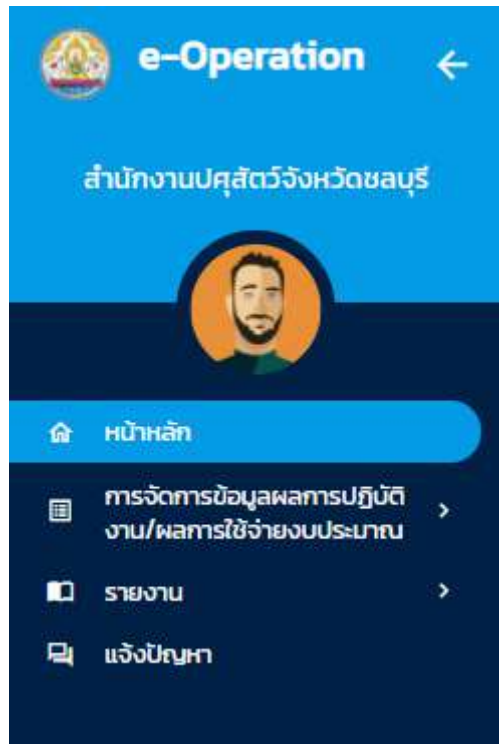 e-Operation
สำนักงานปศุสัตว์จังหวัดชลบุรี
หน้าหลัก
การจัดการข้อมูลผลการปฏิบัติ
งาน/ผลการใช้จ่ายงบประมาณ
รายงาน
แจ้งปัญหา